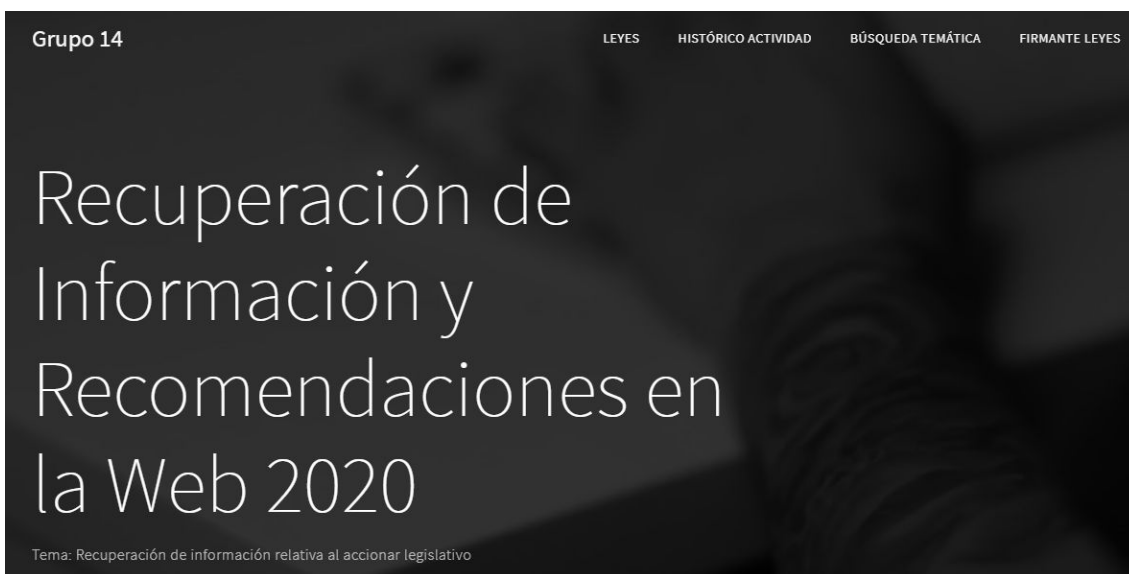 Grupo 14
LEYES HISTÓRICO ACTIVIDAD BÚSQUEDA TEMÁTICA FIRMANTE LEYES
Recuperación de
Información y
Recomendaciones en
la Web 2020
Tema: Recuperación de información relativa al accionar legislativo